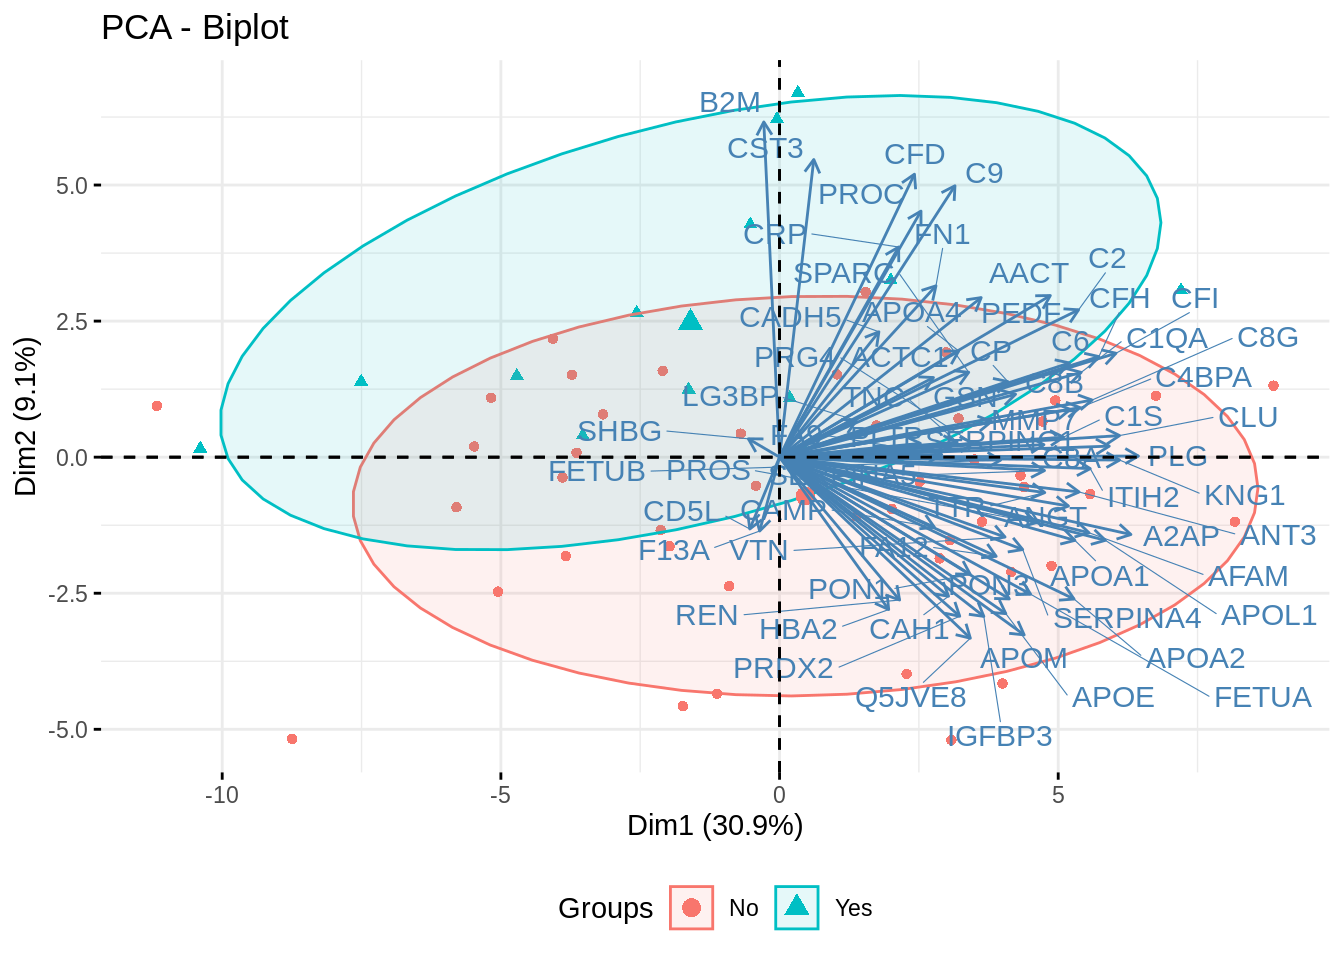 PCA - Biplot
B2M
CST3
CFD
C9
PROC
CRP
FN1
C2
SPARC
AACT
CFH
CFI
CADH5
APOA4
PEDF
C6
C1QA
C8G
PRG4
ACTC1
CP
C8B
C4BPA
LG3BP
TNC
GSN
MMP7
C1S
CLU
SHBG
PLG
FETUB
PROS
KNG1
ITIH2
CD5L
CAMP
ANGT
A2AP
ANT3
F13A
VTN
FA12
PON1
PON3
APOA1
AFAM
REN
HBA2
CAH1
SERPINA4
APOL1
PRDX2
APOM
APOA2
Q5JVE8
APOE
FETUA
IGFBP3
5.0
2.5
0.0
-2.5
-5.0
Dim2 (9.1%)
-10
-5
0
5
Dim1 (30.9%)
Groups
No
Yes